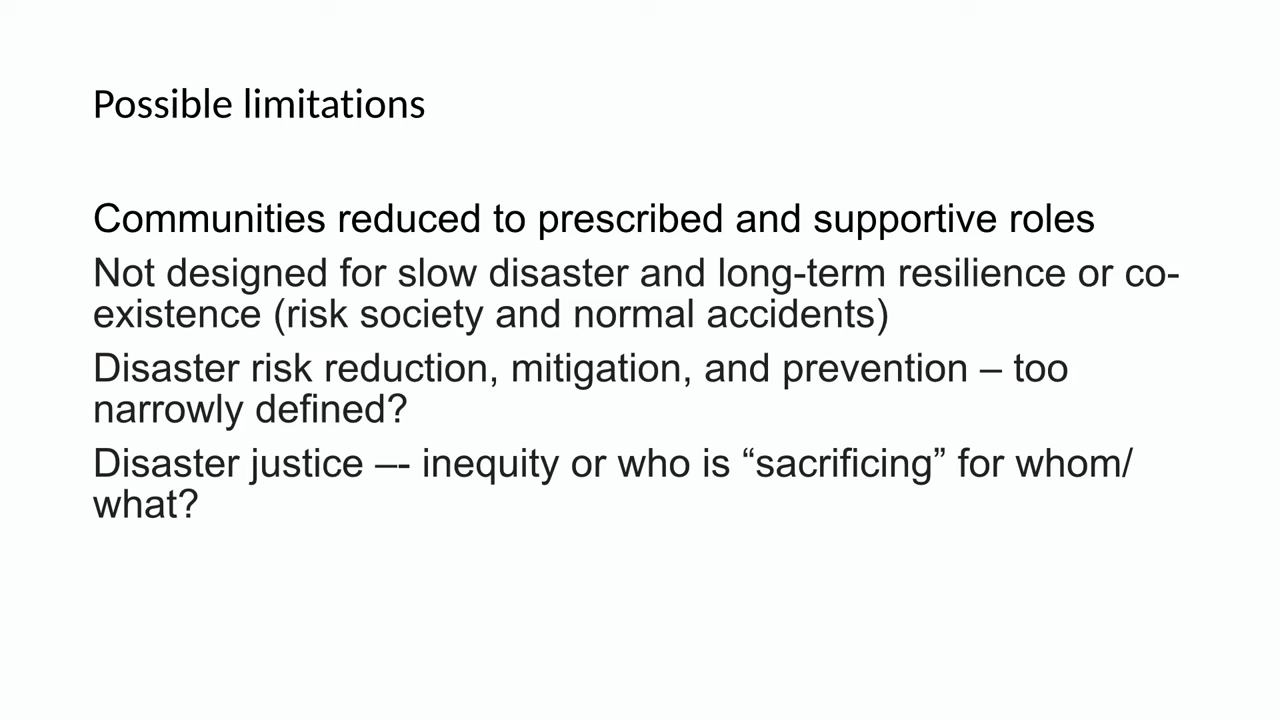 Possible limitations
Communities reduced to prescribed and supportive roles
Not designed for slow disaster and long-term resilience or co-
existence (risk society and normal accidents)
Disaster risk reduction, mitigation, and prevention – too
narrowly defined?
Disaster justice –- inequity or who is “sacrificing” for whom/
what?